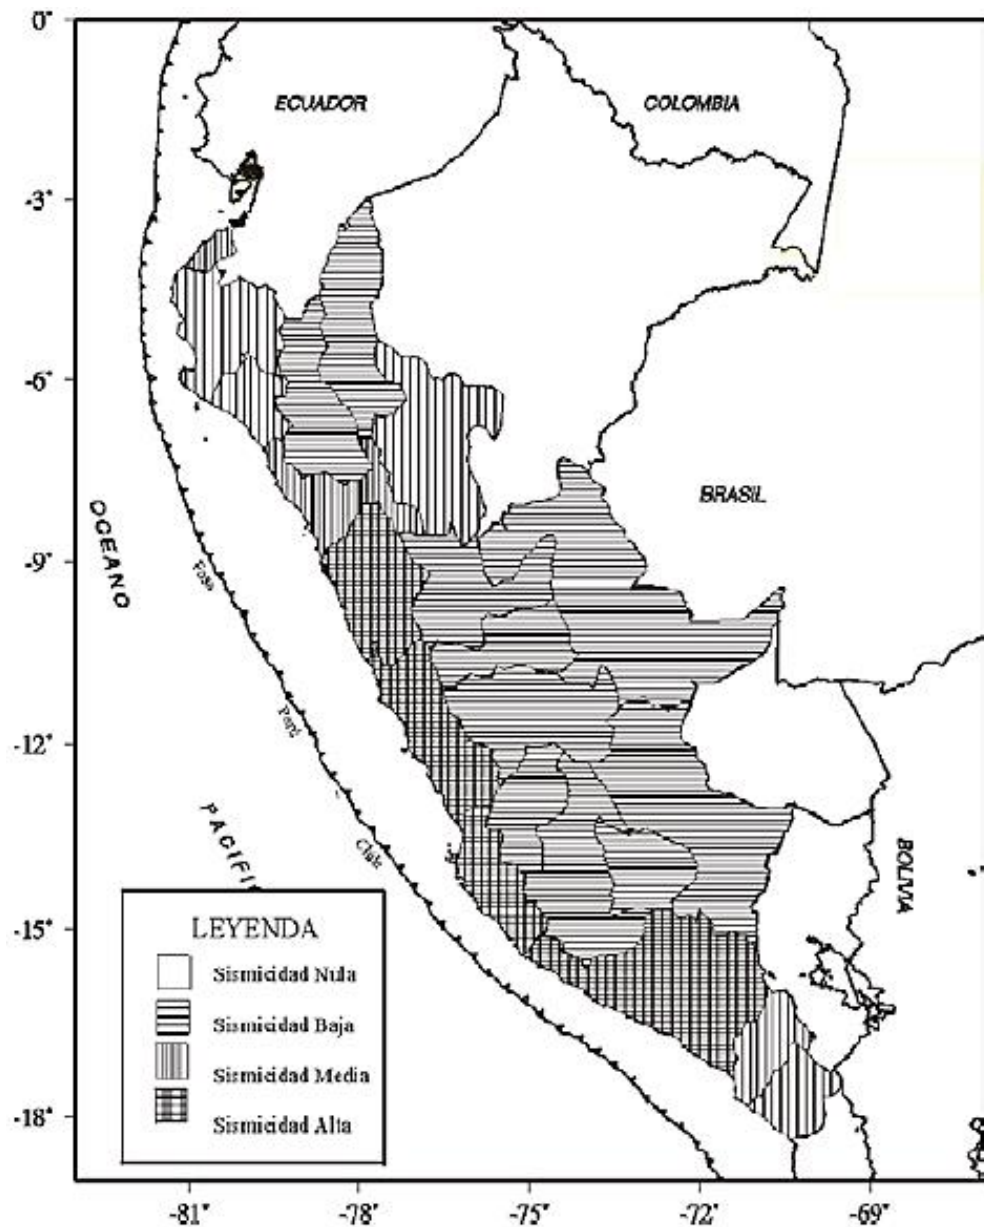 0°
ECUADOR
COLOMBIA
-3°
-6°
BRASIL
OCEANO
-9°
Fosa
Perú
-12°
Chile
PACIFI
BOLIVIA
LEYENDA
-15°
Sismicidad Nula
Sismicidad Baja
Sismicidad Media
Sismicidad Alta
-18°
-81° -78° -75° -72° -69°